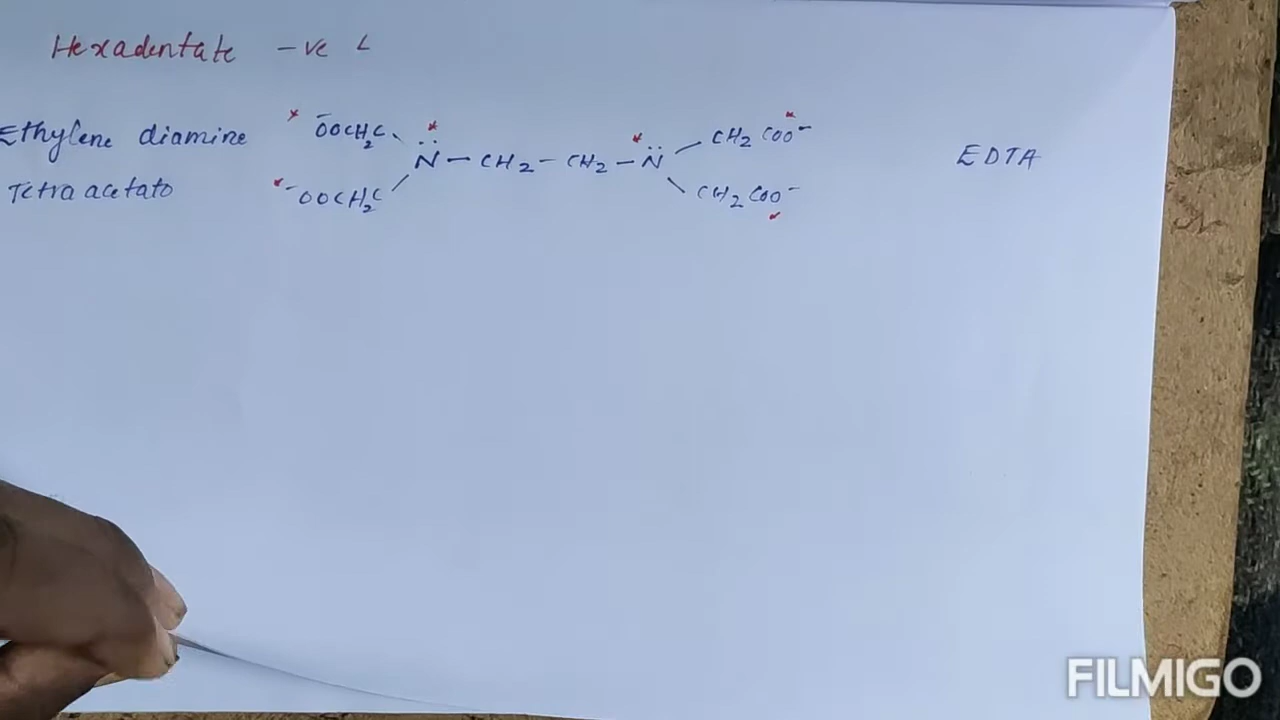 Hexadentate -ve L
Ethylene diamine
Tetra acetato
⁻OOCH₂C
⁻OOCH₂C
N̈ - CH₂ - CH₂ - N̈
CH₂COO⁻
CH₂COO⁻
EDTA
FILMIGO